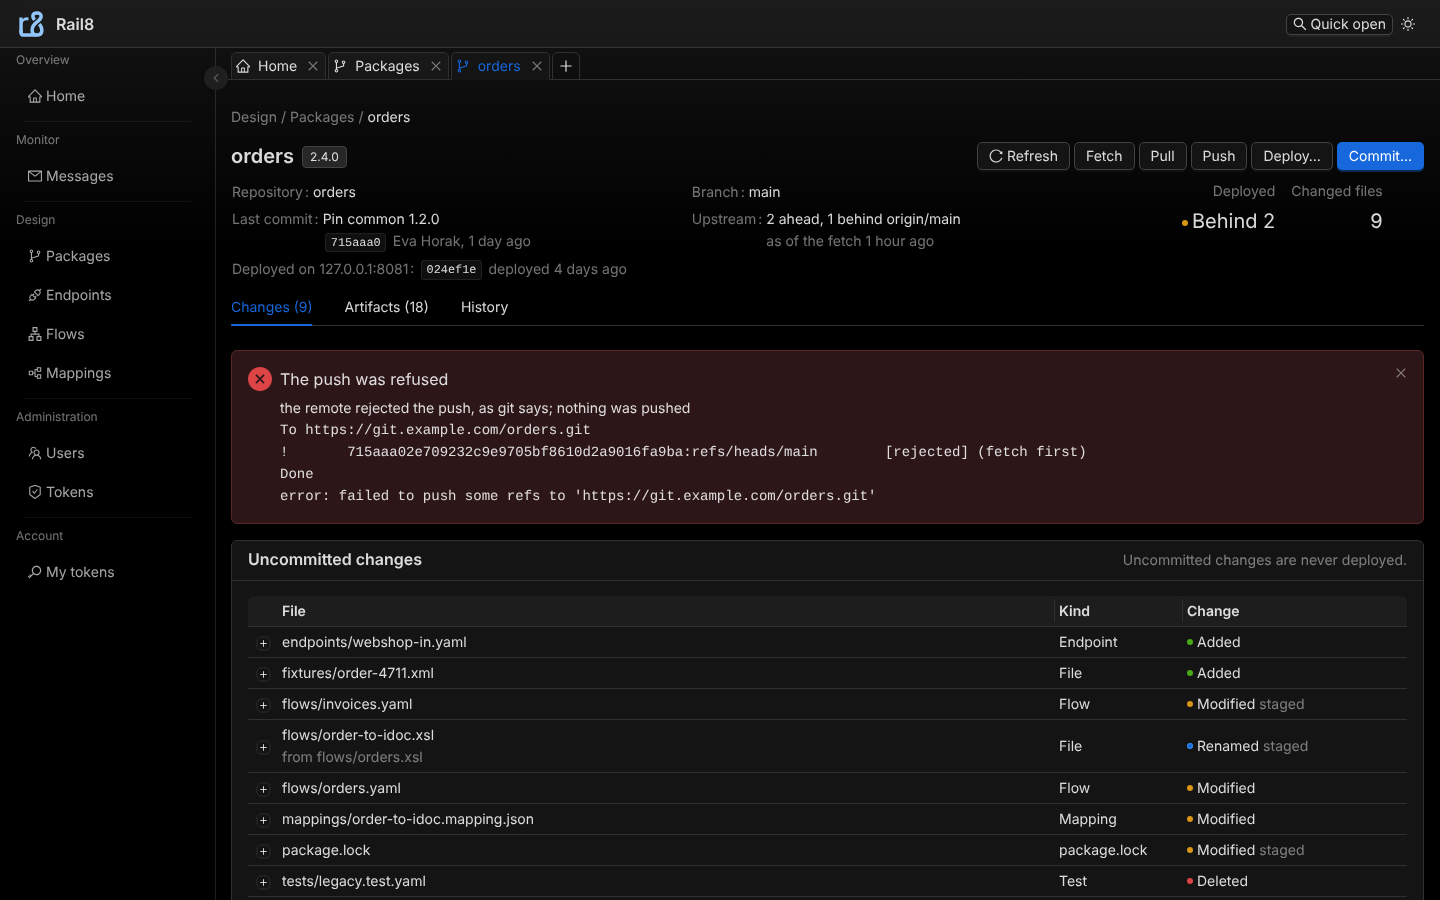 Rail8
Quick open
Overview
Home
Monitor
Messages
Design
Packages
Endpoints
Flows
Mappings
Administration
Users
Tokens
Account
My tokens
Home
Packages
orders
Design / Packages / orders
orders 2.4.0
Refresh
Fetch
Pull
Push
Deploy...
Commit...
Repository: orders
Branch: main
Last commit: Pin common 1.2.0
715aaa0 Eva Horak, 1 day ago
Upstream: 2 ahead, 1 behind origin/main
as of the fetch 1 hour ago
Deployed
Behind 2
Changed files
9
Deployed on 127.0.0.1:8081: 024ef1e deployed 4 days ago
Changes (9)
Artifacts (18)
History
The push was refused
the remote rejected the push, as git says; nothing was pushed
To https://git.example.com/orders.git
! 715aaa02e709232c9e9705bf8610d2a9016fa9ba:refs/heads/main [rejected] (fetch first)
Done
error: failed to push some refs to 'https://git.example.com/orders.git'
Uncommitted changes
Uncommitted changes are never deployed.
File Kind Change
endpoints/webshop-in.yaml Endpoint Added
fixtures/order-4711.xml File Added
flows/invoices.yaml Flow Modified staged
flows/order-to-idoc.xsl File Renamed staged
from flows/orders.xsl
flows/orders.yaml Flow Modified
mappings/order-to-idoc.mapping.json Mapping Modified
package.lock package.lock Modified staged
tests/legacy.test.yaml Test Deleted